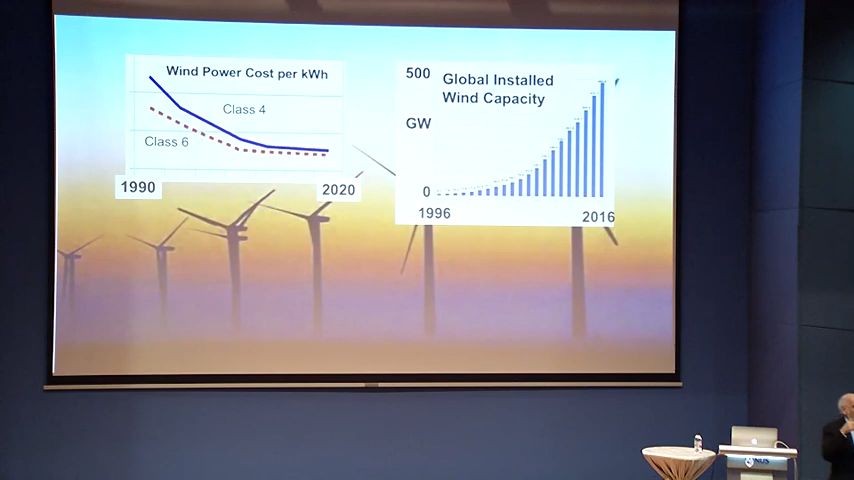 Wind Power Cost per kWh
Class 4
Class 6
1990
2020
500
Global Installed
Wind Capacity
GW
0
1996
2016
NUS